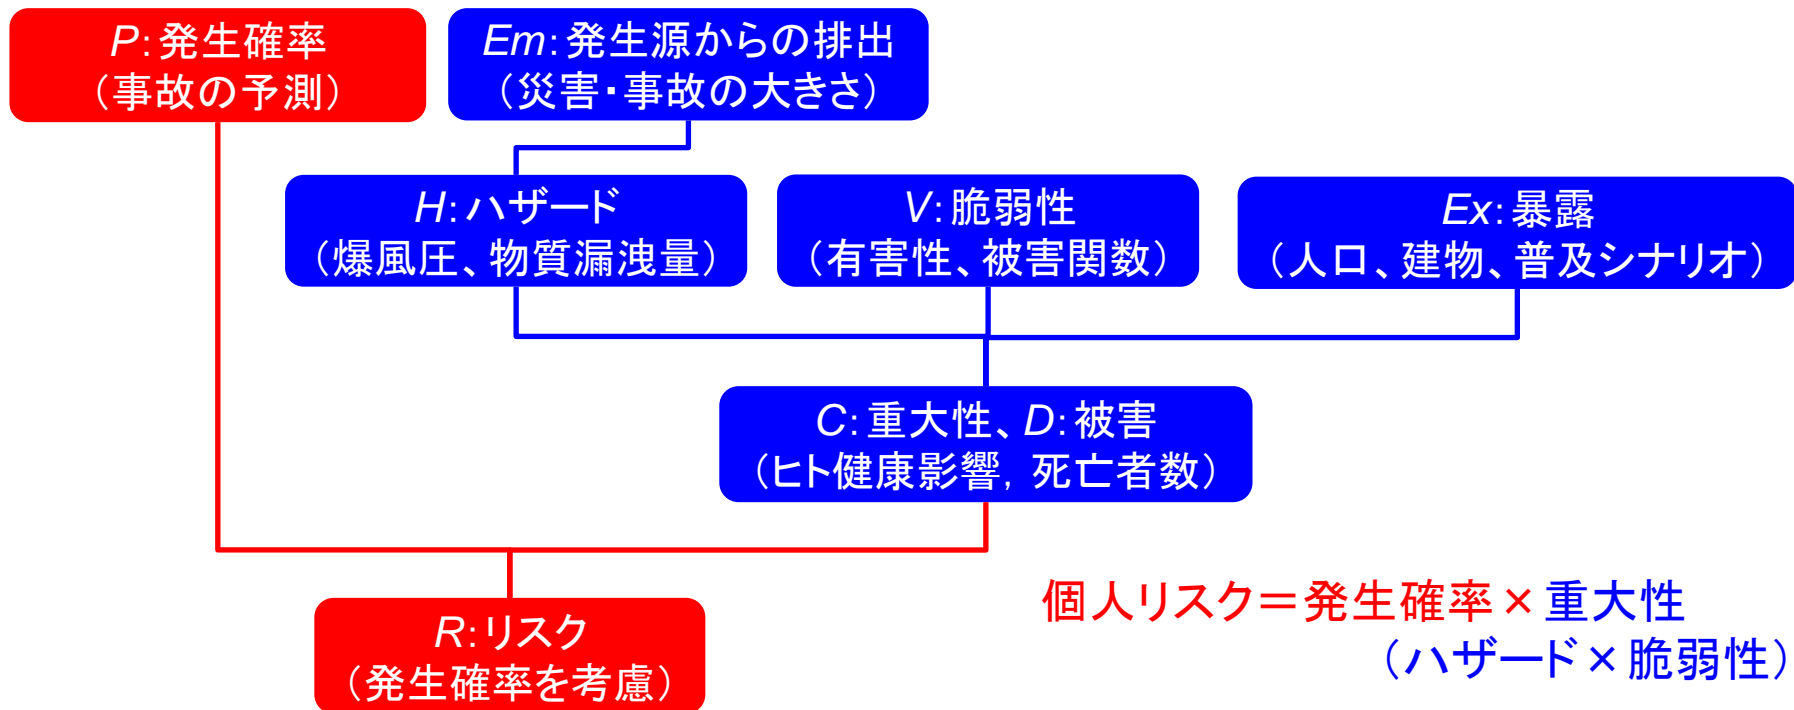 P:発生確率
（事故の予測）
Em:発生源からの排出
（災害・事故の大きさ）
H:ハザード
（爆風圧、物質漏洩量）
V:脆弱性
（有害性、被害関数）
Ex:暴露
（人口、建物、普及シナリオ）
C:重大性、D:被害
（ヒト健康影響，死亡者数）
R:リスク
（発生確率を考慮）
個人リスク＝発生確率×重大性
（ハザード×脆弱性）